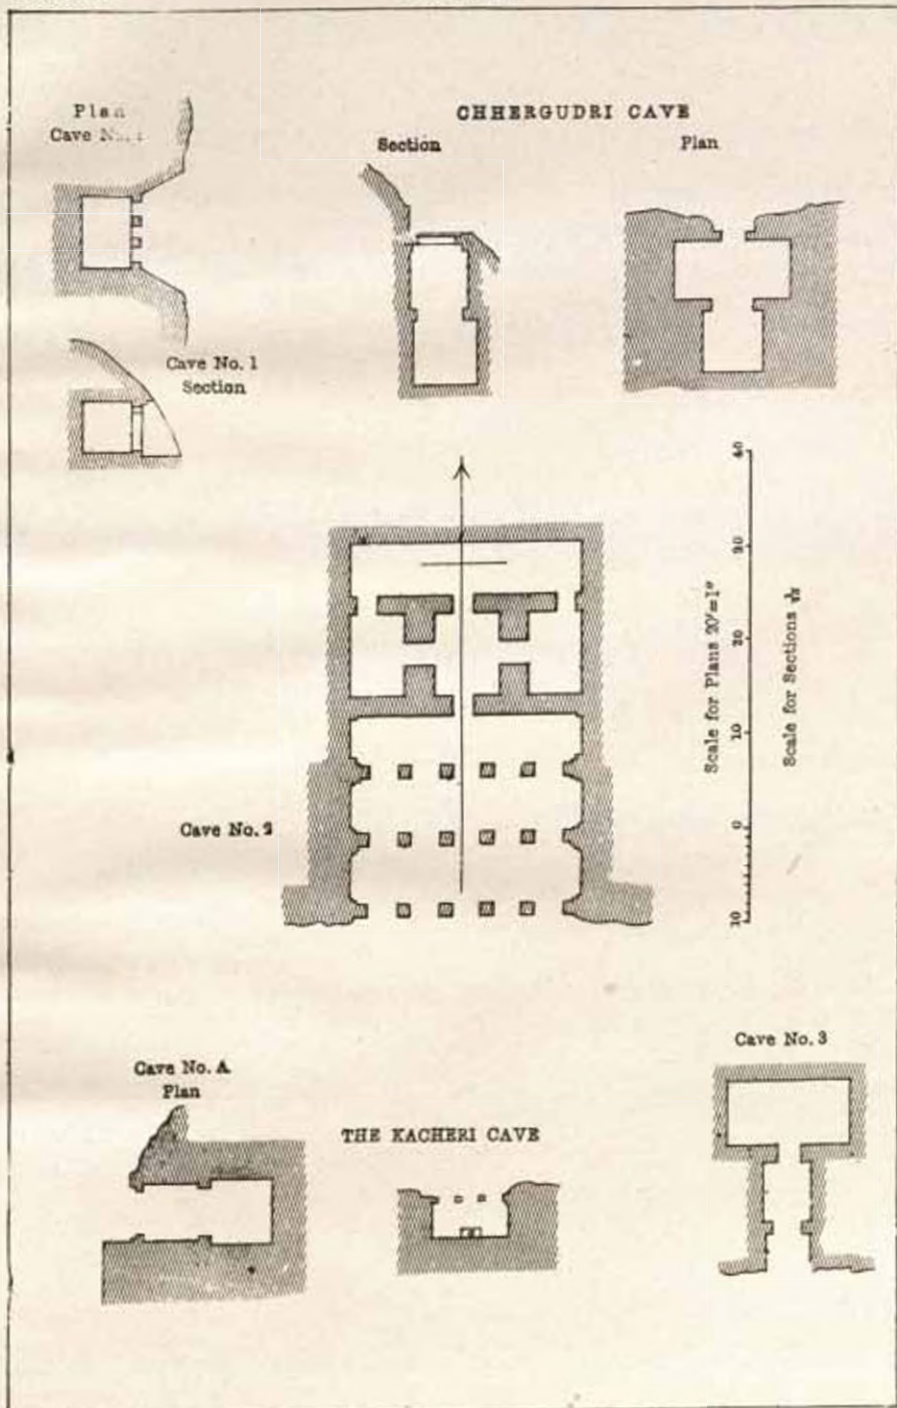 Plan
Cave
CHHERGUDRI CAVE
Section
Plan
Cave No. 1
Section
Cave No. 2
40
30
20
10
0
10
Scale for Plans 20'=1"
Scale for Sections
Cave No. A
Plan
THE KACHERI CAVE
Cave No. 3